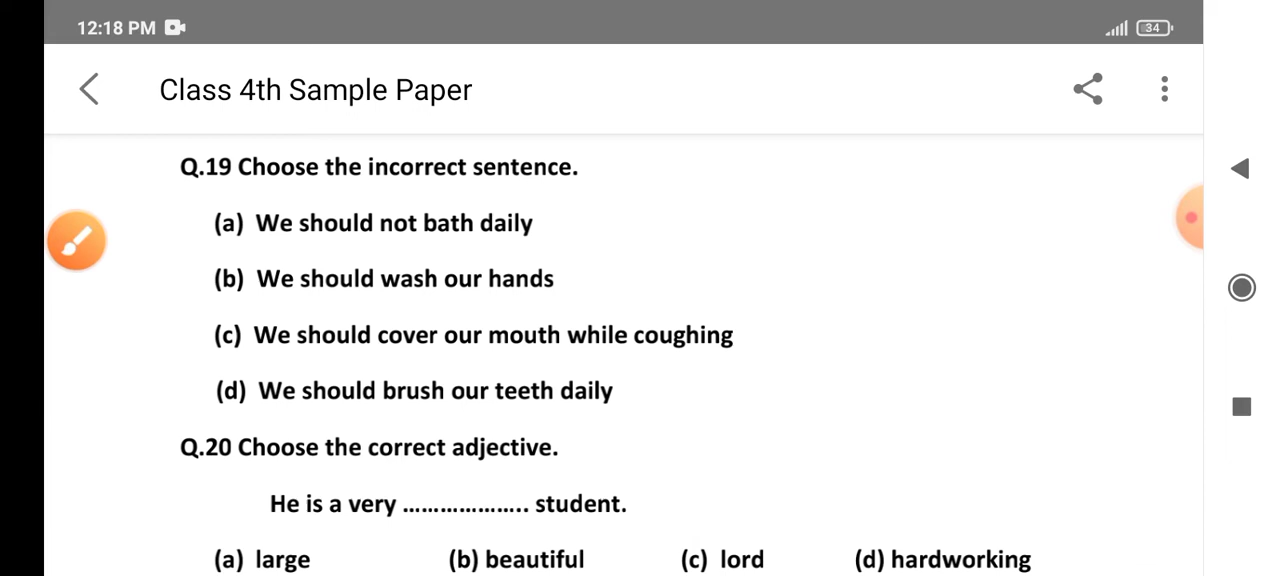 12:18 PM
34
Class 4th Sample Paper
Q.19 Choose the incorrect sentence.
(a) We should not bath daily
(b) We should wash our hands
(c) We should cover our mouth while coughing
(d) We should brush our teeth daily
Q.20 Choose the correct adjective.
He is a very ……………….. student.
(a) large (b) beautiful (c) lord (d) hardworking